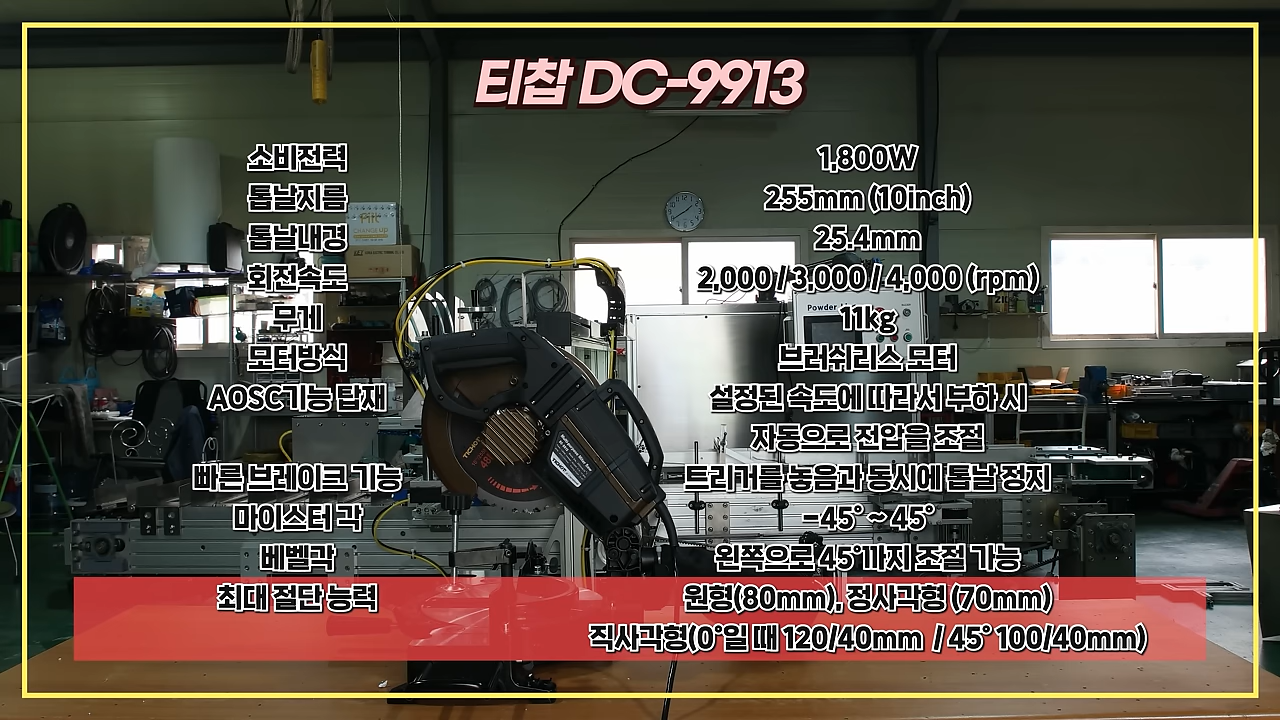 티찹 DC-9913
소비전력 1,800W
톱날지름 255mm (10inch)
톱날내경 25.4mm
회전속도 2,000 / 3,000 / 4,000 (rpm)
무게 11kg
모터방식 브러쉬리스 모터
AOSC기능 탑재 설정된 속도에 따라서 부하 시
자동으로 전압을 조절
빠른 브레이크 기능 트리거를 놓음과 동시에 톱날 정지
마이스터 각 -45° ~ 45°
베벨각 왼쪽으로 45°까지 조절 가능
최대 절단 능력 원형(80mm), 정사각형 (70mm)
직사각형(0°일 때 120/40mm / 45° 100/40mm)